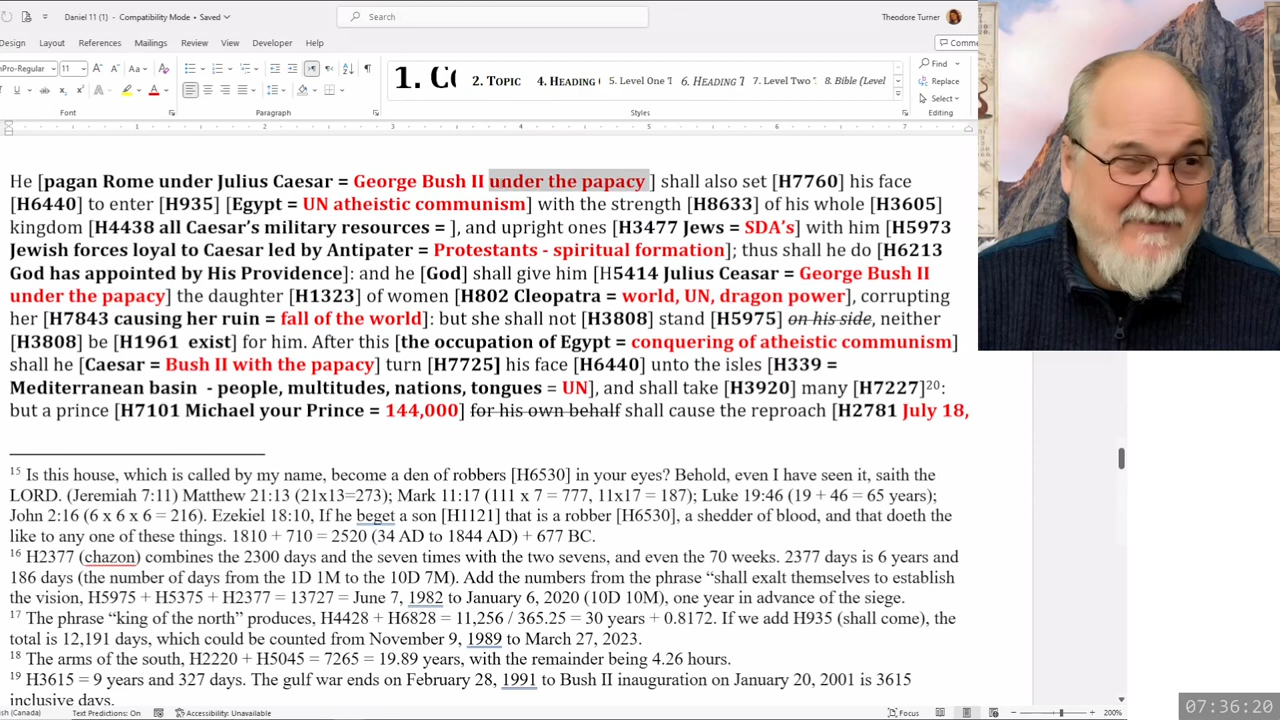 Daniel 11 (1) - Compatibility Mode • Saved
Search
Theodore Turner
Design Layout References Mailings Review View Developer Help
Comme
Pro-Regular 11
1. Co
2. Topic
4. Heading
5. Level One T
6. Heading T
7. Level Two T
8. Bible (Level
Find
Replace
Select
Font
Paragraph
Styles
Editing
1 2 3 4 5 6 7
He [pagan Rome under Julius Caesar = George Bush II under the papacy ] shall also set [H7760] his face
[H6440] to enter [H935] [Egypt = UN atheistic communism] with the strength [H8633] of his whole [H3605]
kingdom [H4438 all Caesar’s military resources = ], and upright ones [H3477 Jews = SDA’s] with him [H5973
Jewish forces loyal to Caesar led by Antipater = Protestants - spiritual formation]; thus shall he do [H6213
God has appointed by His Providence]: and he [God] shall give him [H5414 Julius Ceasar = George Bush II
under the papacy] the daughter [H1323] of women [H802 Cleopatra = world, UN, dragon power], corrupting
her [H7843 causing her ruin = fall of the world]: but she shall not [H3808] stand [H5975] on his side, neither
[H3808] be [H1961 exist] for him. After this [the occupation of Egypt = conquering of atheistic communism]
shall he [Caesar = Bush II with the papacy] turn [H7725] his face [H6440] unto the isles [H339 =
Mediterranean basin - people, multitudes, nations, tongues = UN], and shall take [H3920] many [H7227]20:
but a prince [H7101 Michael your Prince = 144,000] for his own behalf shall cause the reproach [H2781 July 18,
15 Is this house, which is called by my name, become a den of robbers [H6530] in your eyes? Behold, even I have seen it, saith the
LORD. (Jeremiah 7:11) Matthew 21:13 (21x13=273); Mark 11:17 (111 x 7 = 777, 11x17 = 187); Luke 19:46 (19 + 46 = 65 years);
John 2:16 (6 x 6 x 6 = 216). Ezekiel 18:10, If he beget a son [H1121] that is a robber [H6530], a shedder of blood, and that doeth the
like to any one of these things. 1810 + 710 = 2520 (34 AD to 1844 AD) + 677 BC.
16 H2377 (chazon) combines the 2300 days and the seven times with the two sevens, and even the 70 weeks. 2377 days is 6 years and
186 days (the number of days from the 1D 1M to the 10D 7M). Add the numbers from the phrase “shall exalt themselves to establish
the vision, H5975 + H5375 + H2377 = 13727 = June 7, 1982 to January 6, 2020 (10D 10M), one year in advance of the siege.
17 The phrase “king of the north” produces, H4428 + H6828 = 11,256 / 365.25 = 30 years + 0.8172. If we add H935 (shall come), the
total is 12,191 days, which could be counted from November 9, 1989 to March 27, 2023.
18 The arms of the south, H2220 + H5045 = 7265 = 19.89 years, with the remainder being 4.26 hours.
19 H3615 = 9 years and 327 days. The gulf war ends on February 28, 1991 to Bush II inauguration on January 20, 2001 is 3615
inclusive days.
Text Predictions: On
Accessibility: Unavailable
Focus
200%
07:36:20